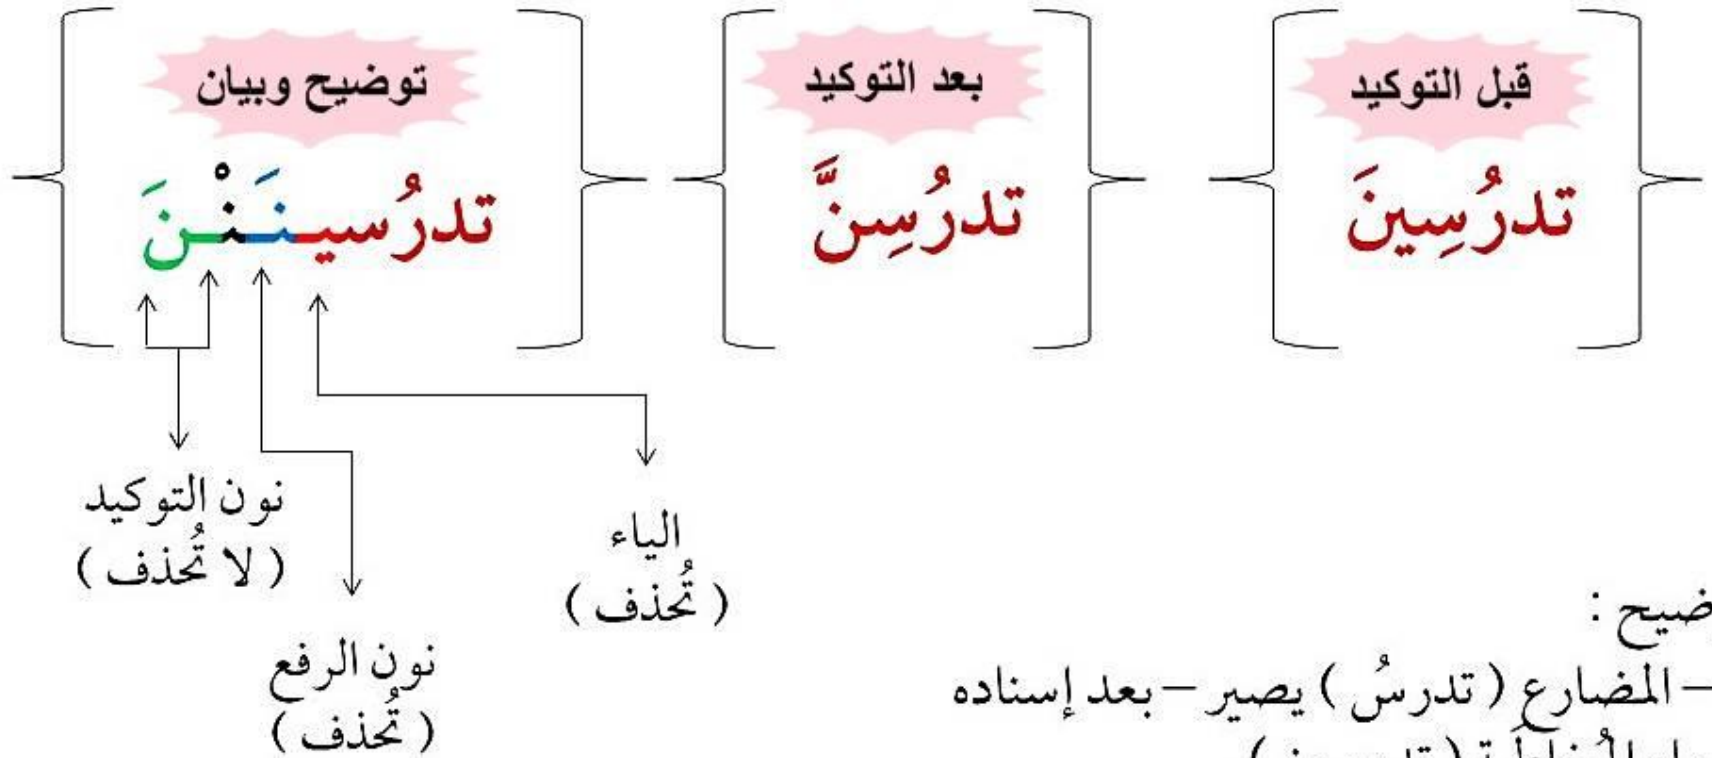 قبل التوكيد
تدرُسِينَ
بعد التوكيد
تدرُسِنَّ
توضيح وبيان
تدرُسينَنْنَ
الياء
(تُحذف)
نون الرفع
(تُحذف)
نون التوكيد
(لا تُحذف)
ضيح :
– المضارع (تدرسُ) يصير – بعد إسناده